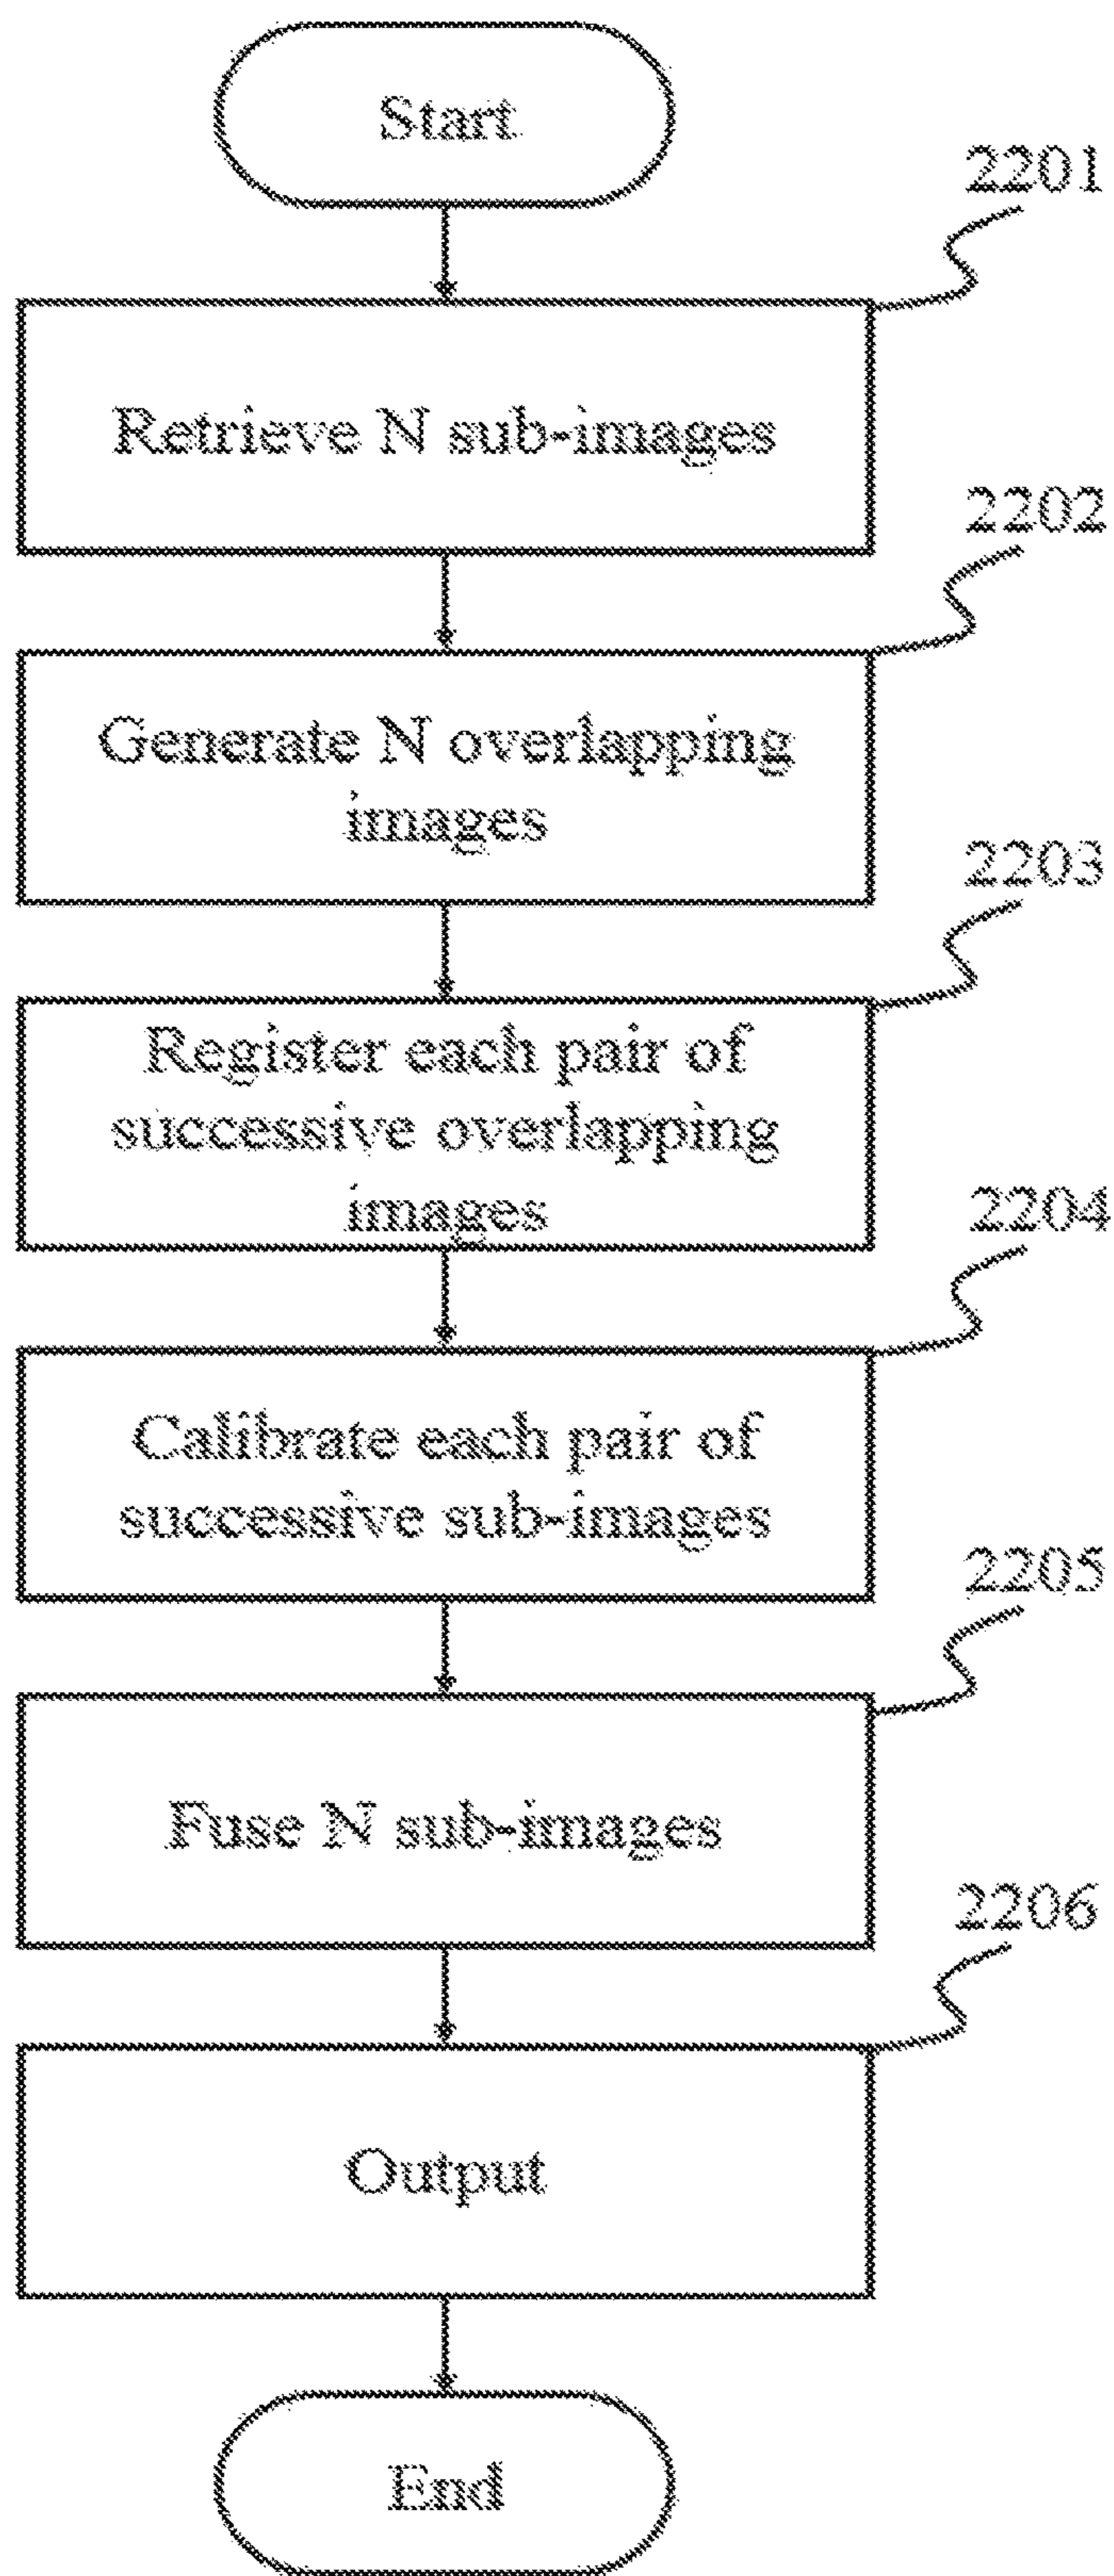 Start
2201
Retrieve N sub-images
2202
Generate N overlapping
images
2203
Register each pair of
successive overlapping
images
2204
Calibrate each pair of
successive sub-images
2205
Fuse N sub-images
2206
Output
End